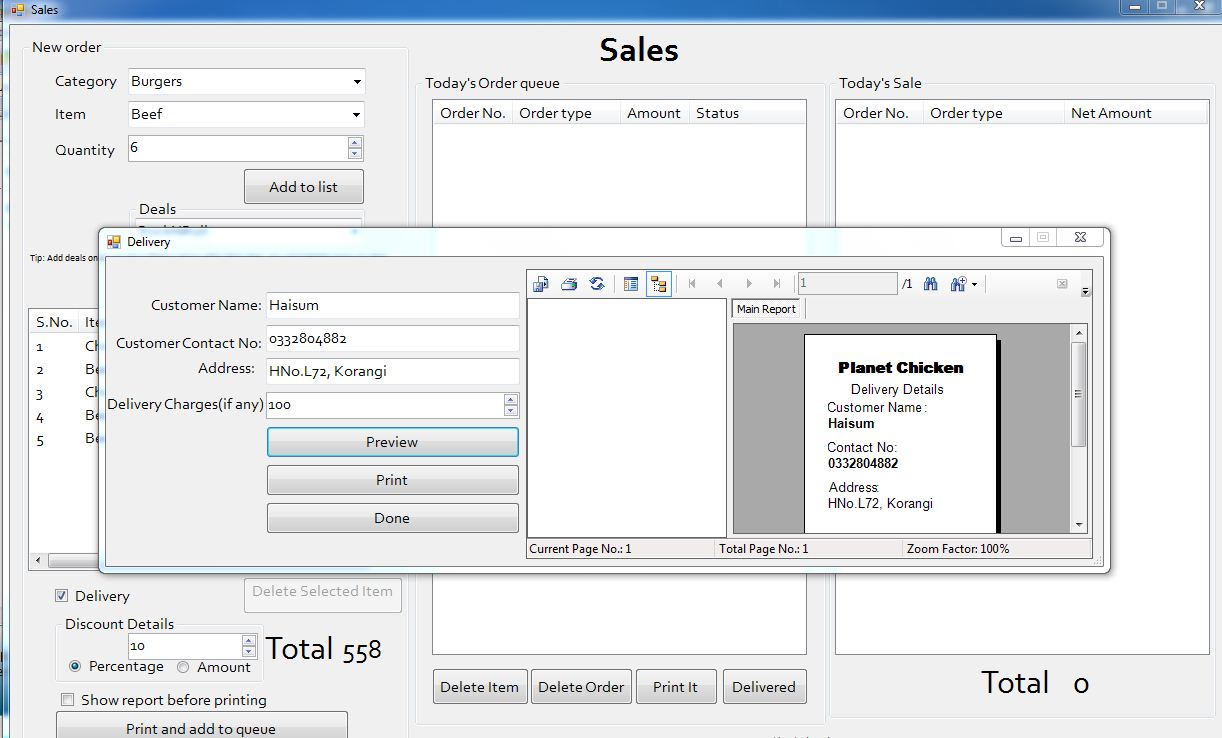 Sales
New order
Sales
Category Burgers
Item Beef
Quantity 6
Add to list
Deals
Tip: Add deals on
S.No.
1
2
3
4
5
Today's Order queue
Order No. Order type Amount Status
Today's Sale
Order No. Order type Net Amount
Delivery
Customer Name: Haisum
Customer Contact No: 0332804882
Address: HNo.L72, Korangi
Delivery Charges(if any) 100
Preview
Print
Done
1 /1
Main Report
Planet Chicken
Delivery Details
Customer Name:
Haisum
Contact No:
0332804882
Address:
HNo.L72, Korangi
Current Page No.: 1 Total Page No.: 1 Zoom Factor: 100%
Delivery
Delete Selected Item
Discount Details
10
Percentage Amount
Total 558
Show report before printing
Print and add to queue
Delete Item Delete Order Print It Delivered
Total 0